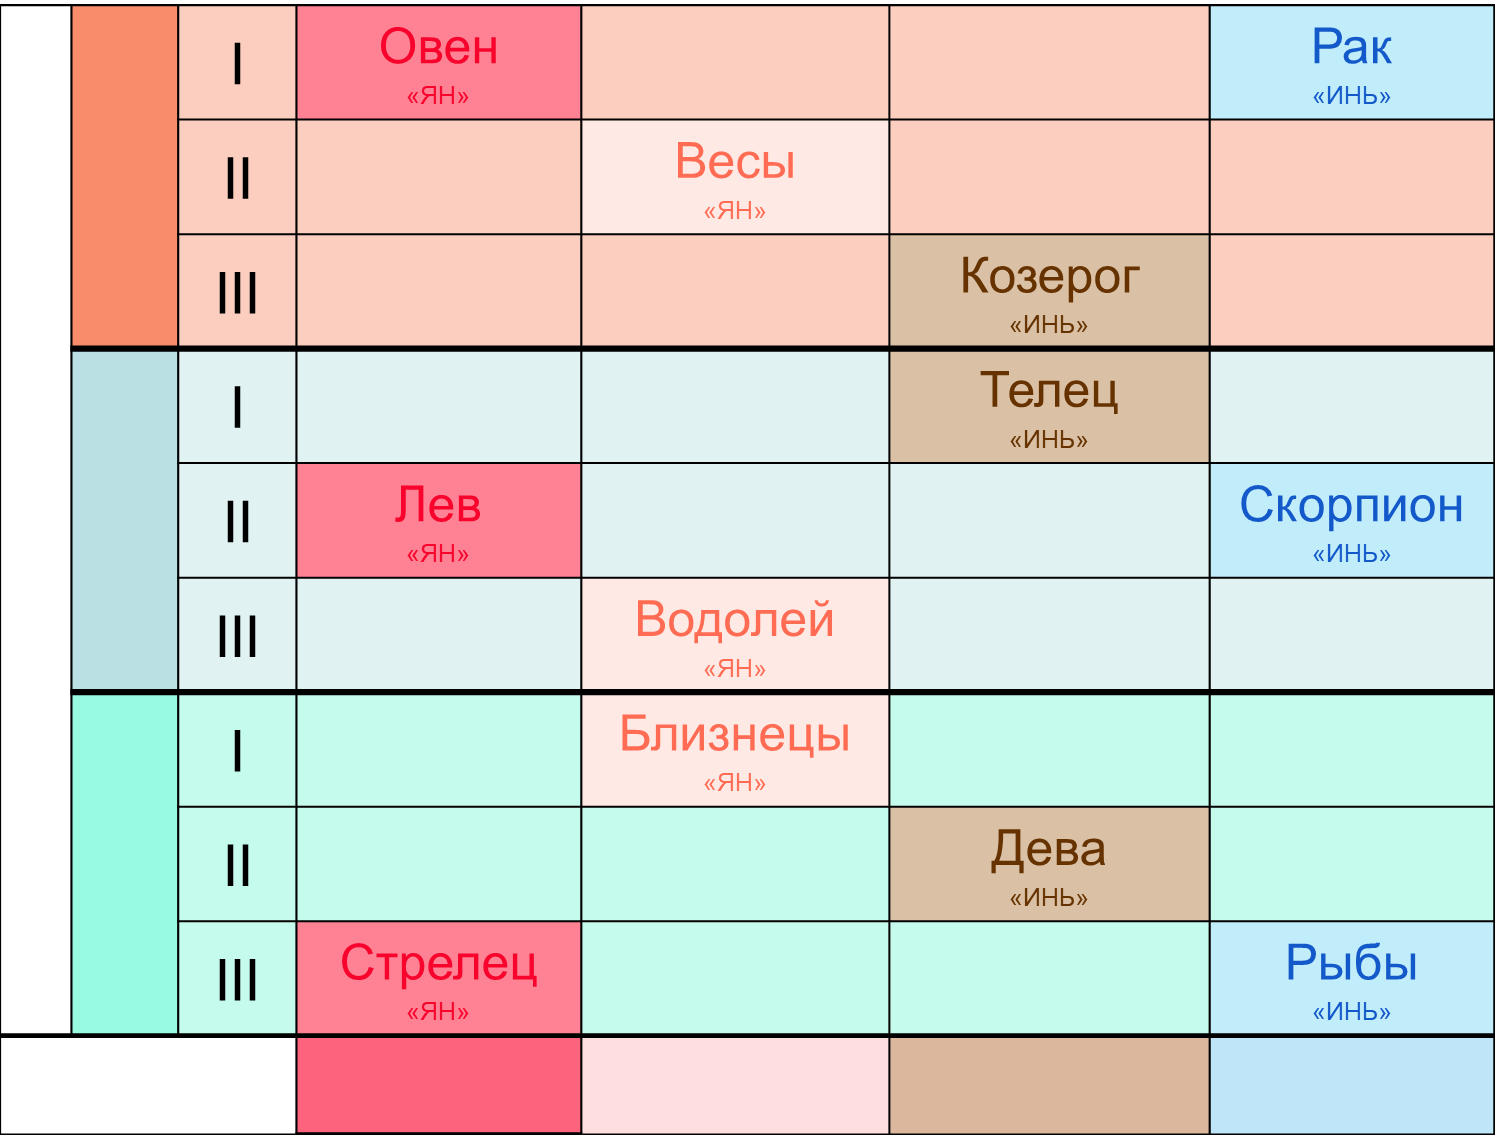 I
Овен
«ЯН»
Рак
«ИНЬ»
II
Весы
«ЯН»
III
Козерог
«ИНЬ»
I
Телец
«ИНЬ»
II
Лев
«ЯН»
Скорпион
«ИНЬ»
III
Водолей
«ЯН»
I
Близнецы
«ЯН»
II
Дева
«ИНЬ»
III
Стрелец
«ЯН»
Рыбы
«ИНЬ»